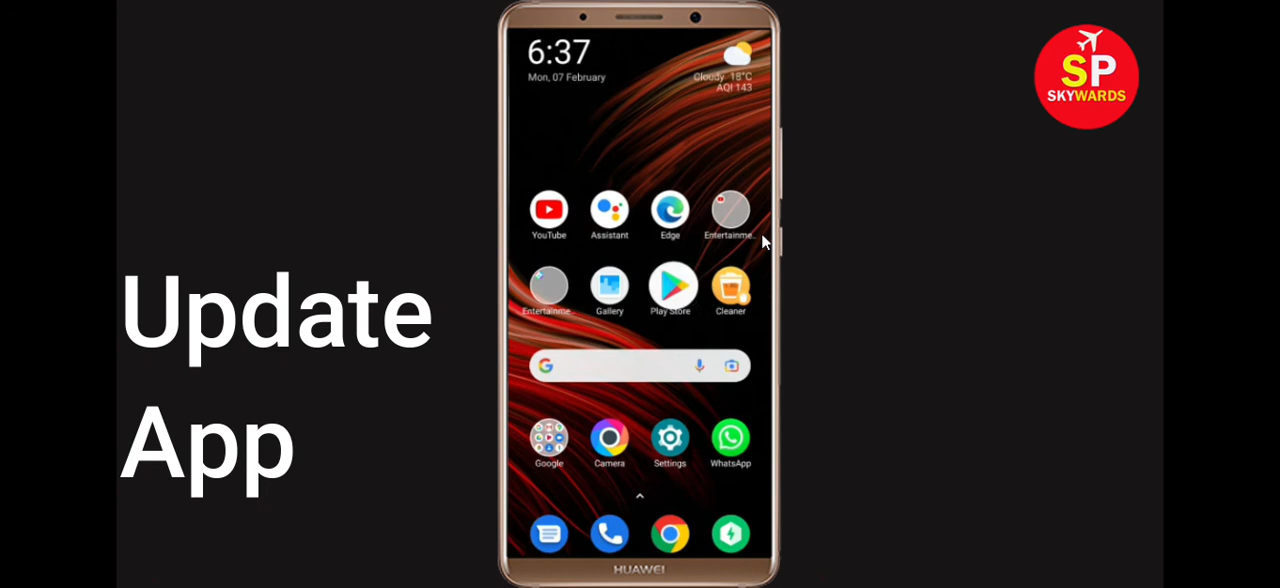 6:37
Mon, 07 February
Cloudy 18°C
AQI 143
SP
SKYWARDS
YouTube
Assistant
Edge
Entertainme..
Entertainme..
Gallery
Play Store
Cleaner
Update
App
Google
Camera
Settings
WhatsApp
HUAWEI